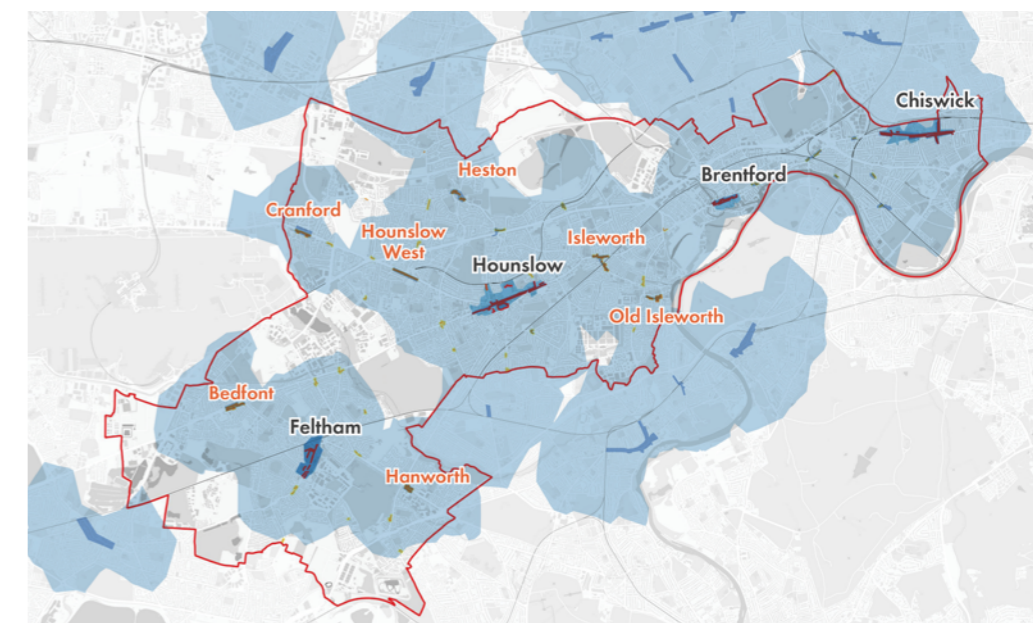 Chiswick
Heston
Brentford
Cranford
Hounslow
West
Isleworth
Hounslow
Old Isleworth
Bedfont
Feltham
Hanworth